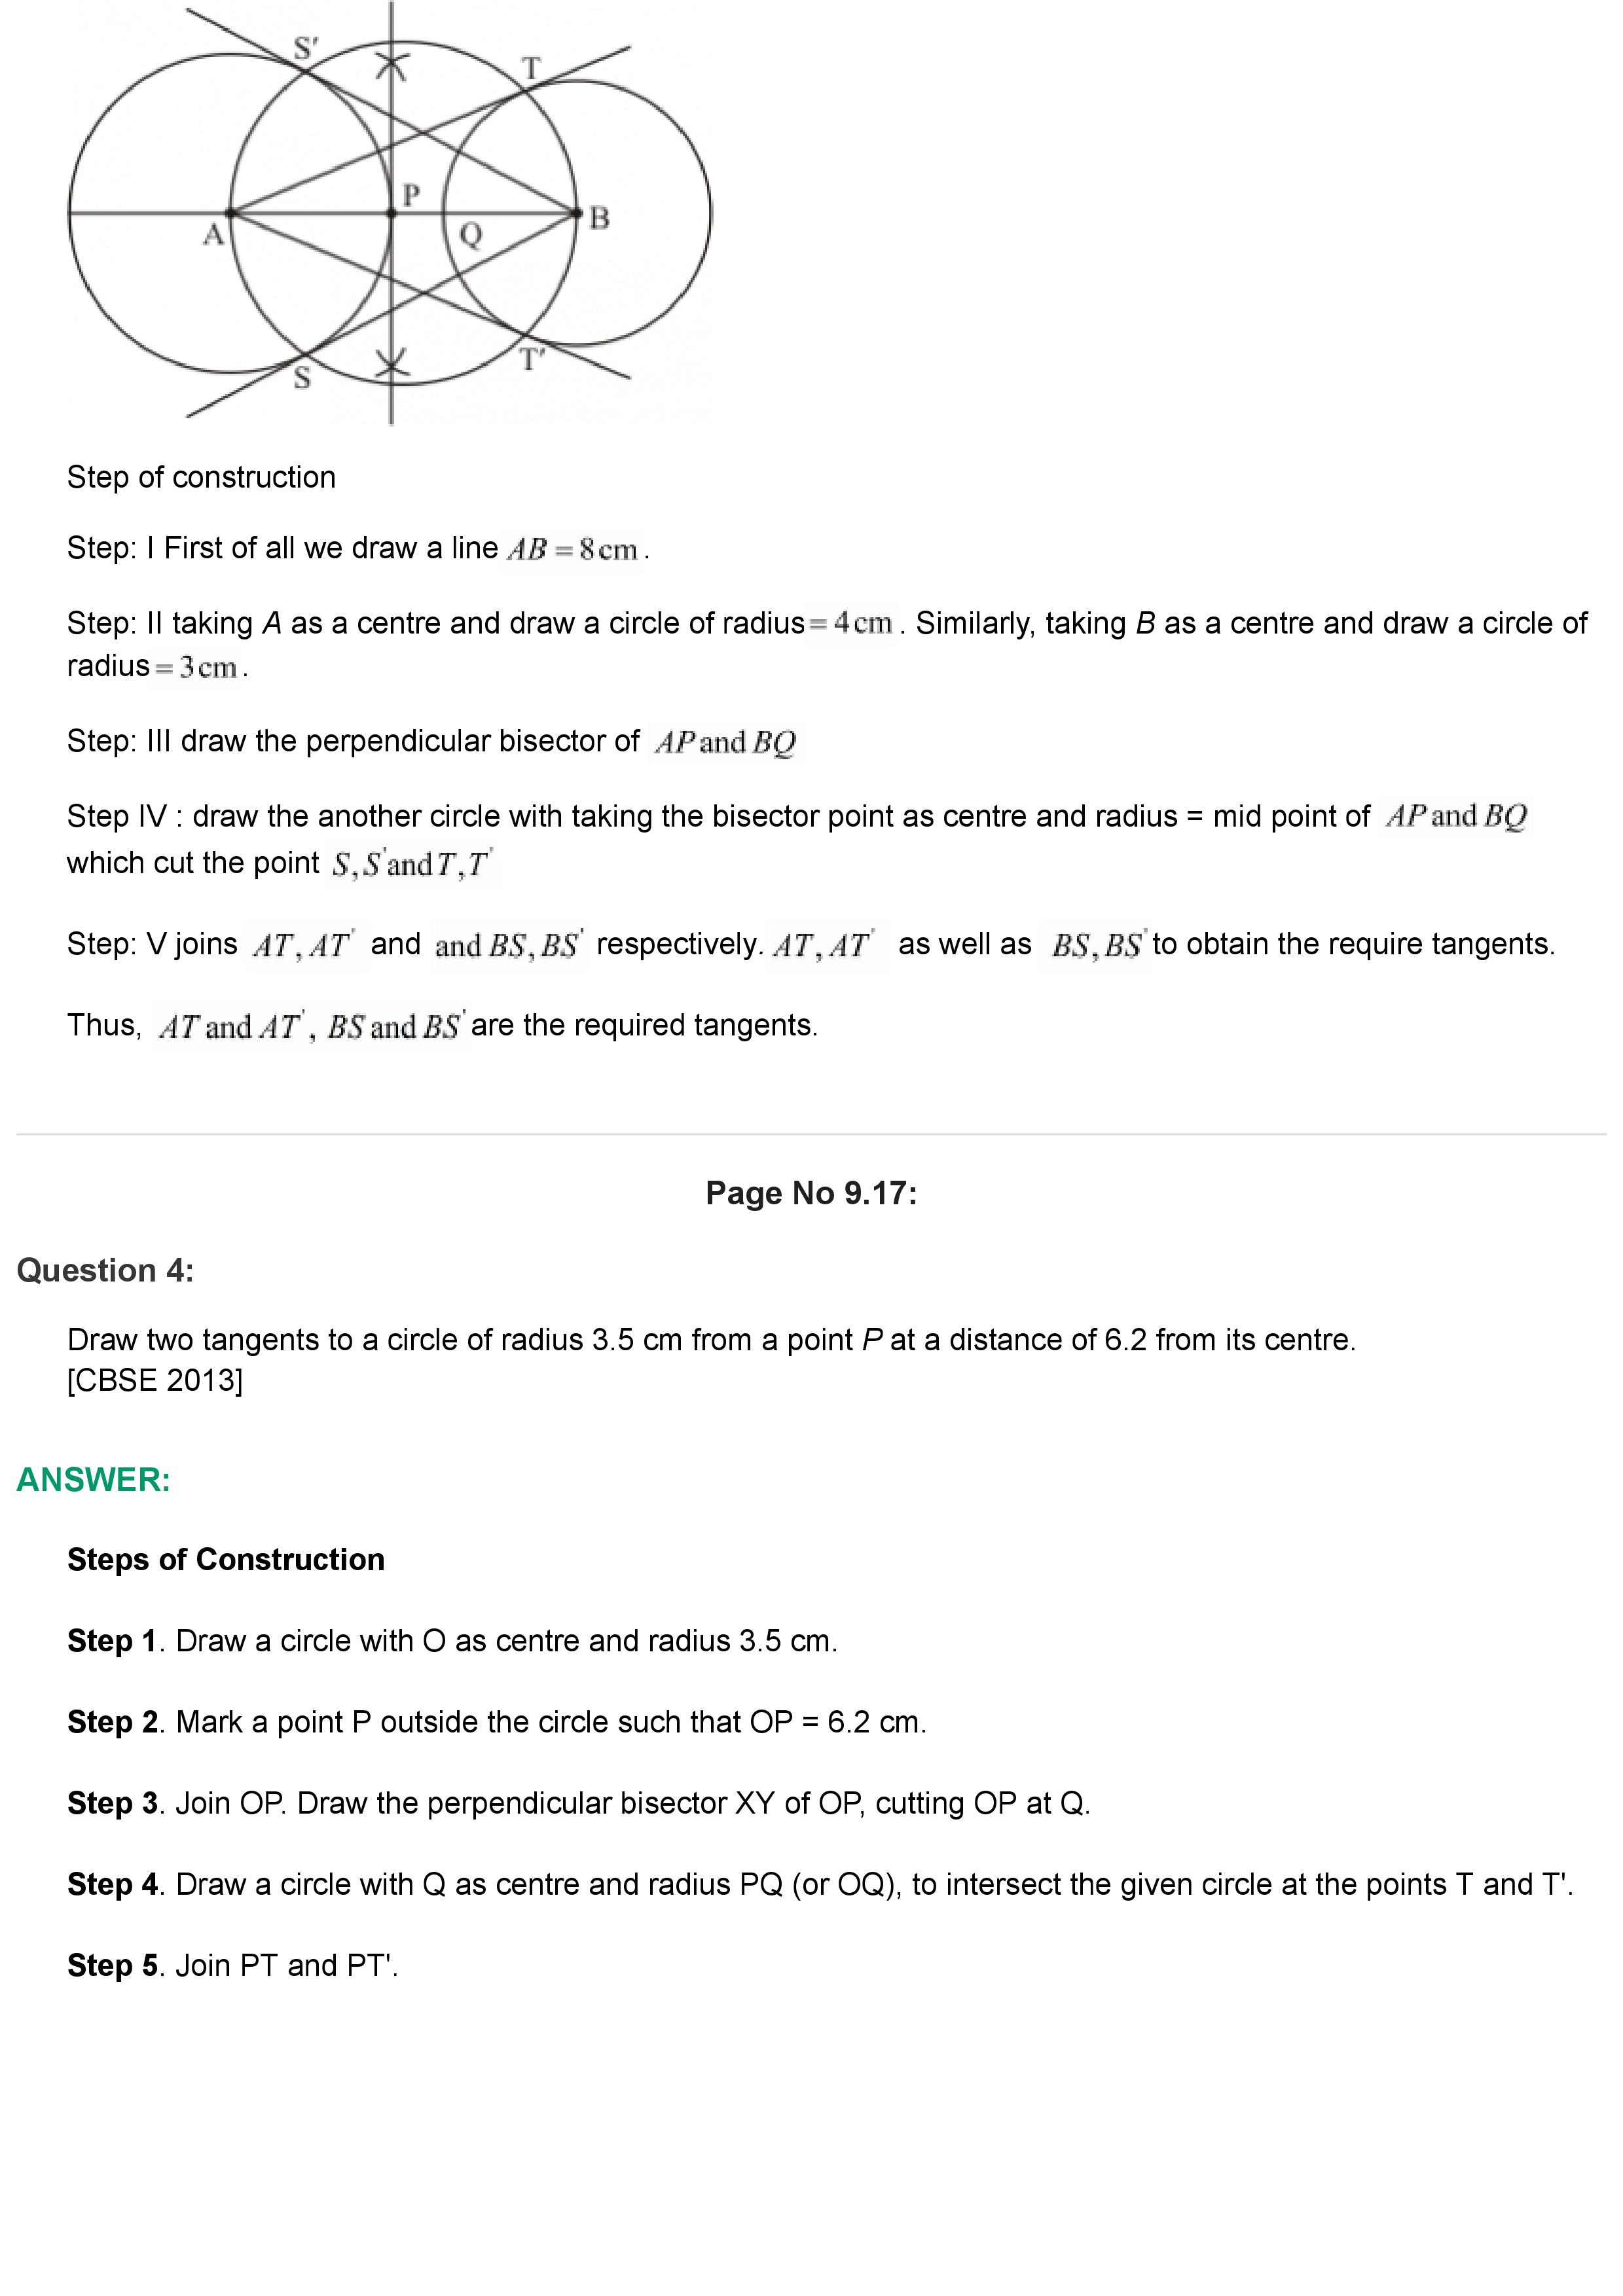 S'
T
P
A
Q
B
S
T'
Step of construction
Step: I First of all we draw a line AB = 8 cm .
Step: II taking A as a centre and draw a circle of radius = 4 cm . Similarly, taking B as a centre and draw a circle of
radius = 3 cm .
Step: III draw the perpendicular bisector of AP and BQ
Step IV : draw the another circle with taking the bisector point as centre and radius = mid point of AP and BQ
which cut the point S, S' and T, T'
Step: V joins AT, AT' and and BS, BS' respectively. AT, AT' as well as BS, BS' to obtain the require tangents.
Thus, AT and AT', BS and BS' are the required tangents.
Page No 9.17:
Question 4:
Draw two tangents to a circle of radius 3.5 cm from a point P at a distance of 6.2 from its centre.
[CBSE 2013]
ANSWER:
Steps of Construction
Step 1. Draw a circle with O as centre and radius 3.5 cm.
Step 2. Mark a point P outside the circle such that OP = 6.2 cm.
Step 3. Join OP. Draw the perpendicular bisector XY of OP, cutting OP at Q.
Step 4. Draw a circle with Q as centre and radius PQ (or OQ), to intersect the given circle at the points T and T'.
Step 5. Join PT and PT'.